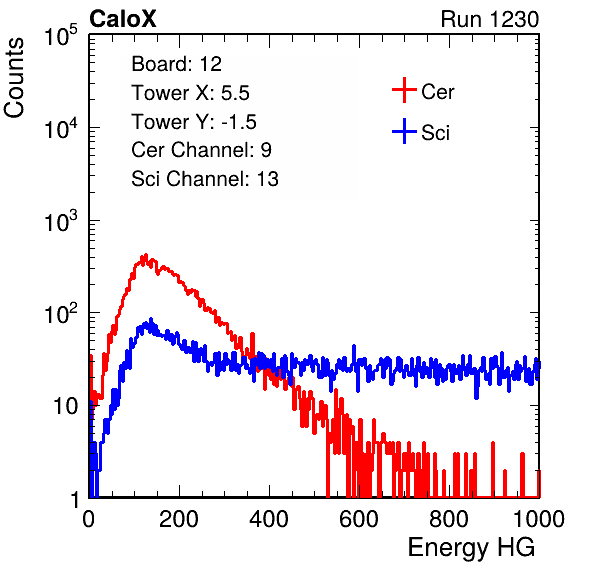 CaloX Run 1230
Counts
10^5
10^4
10^3
10^2
10
1
Board: 12
Tower X: 5.5
Tower Y: -1.5
Cer Channel: 9
Sci Channel: 13
Cer
Sci
0 200 400 600 800 1000
Energy HG